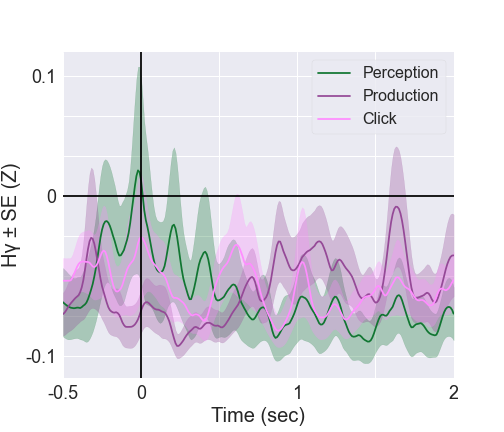 Perception
Production
Click
0.1
0
-0.1
Hγ ± SE (Z)
-0.5
0
1
2
Time (sec)